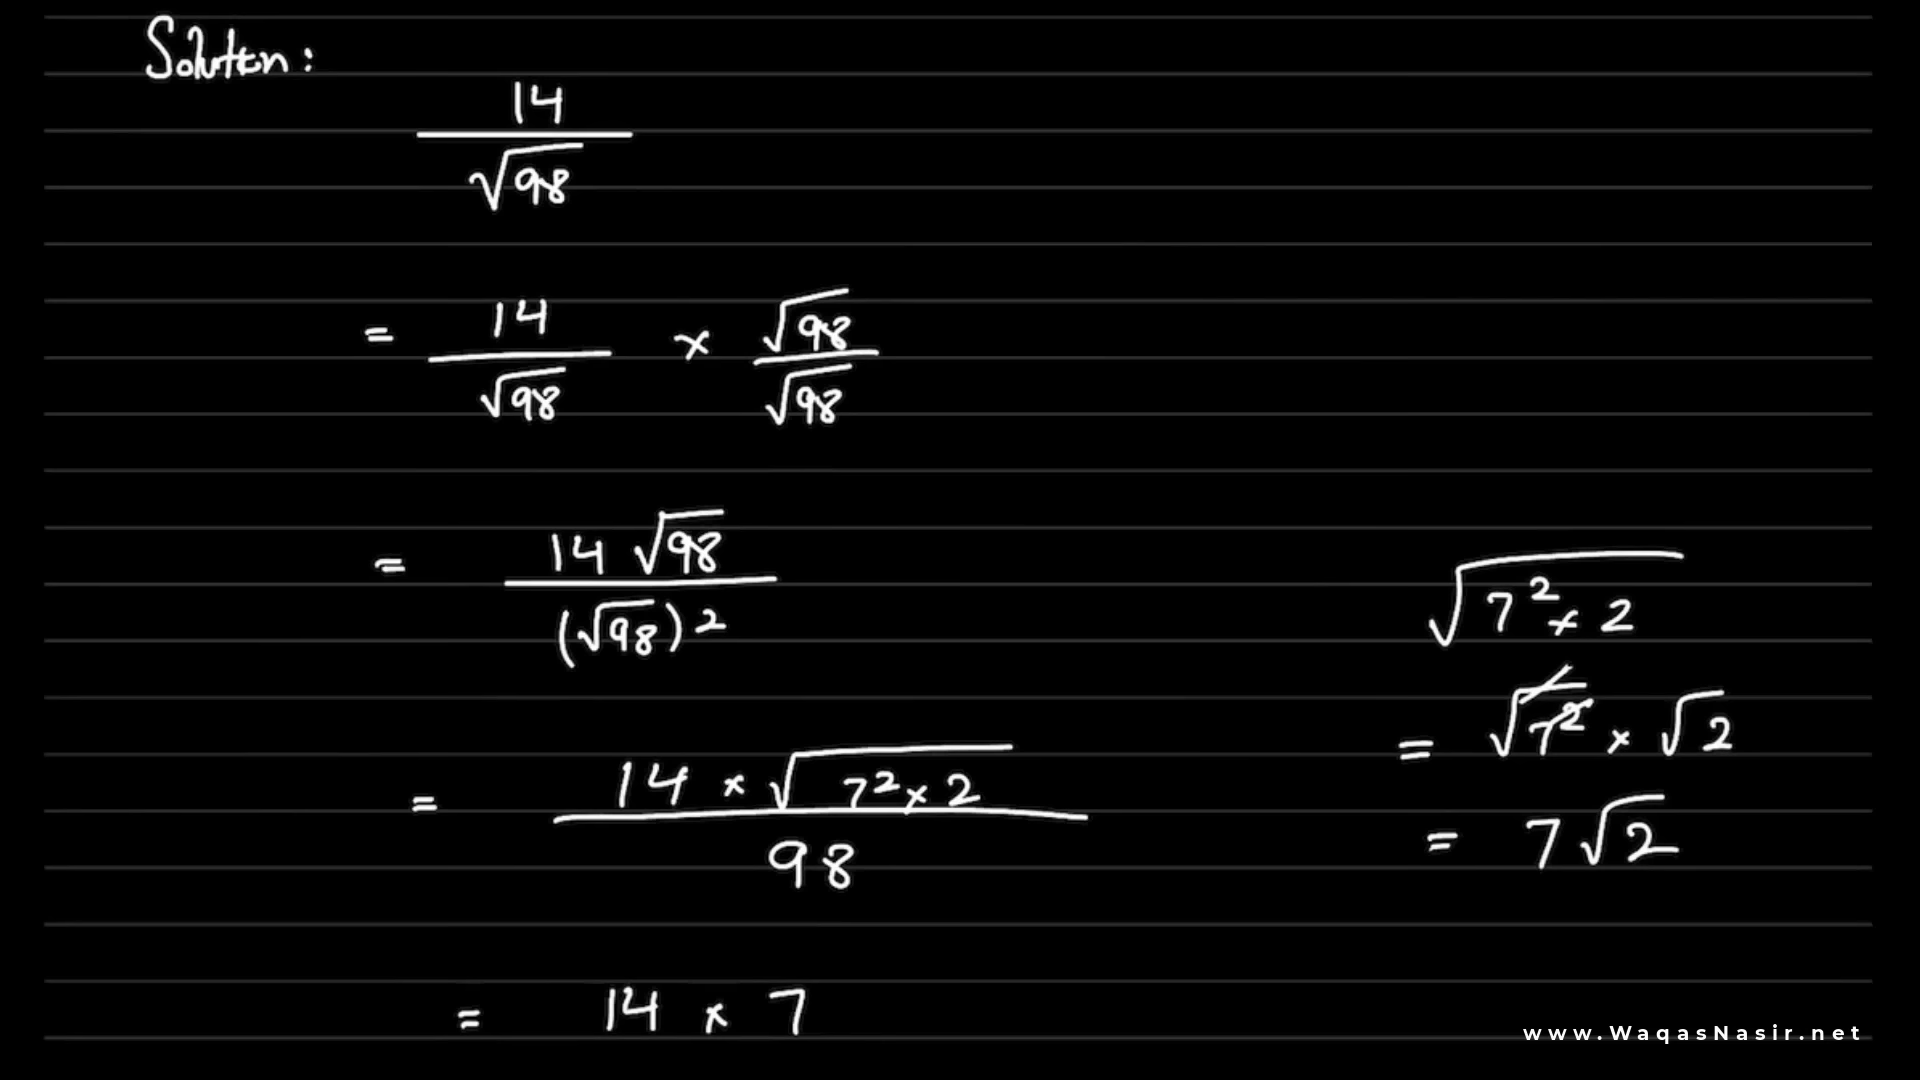 Solution:
14
√98
= 14 × √98
√98 √98
= 14 √98
(√98)²
= 14 × √7² × 2
98
= 14 × 7
√7² × 2
= √7² × √2
= 7√2
www.WaqasNasir.net